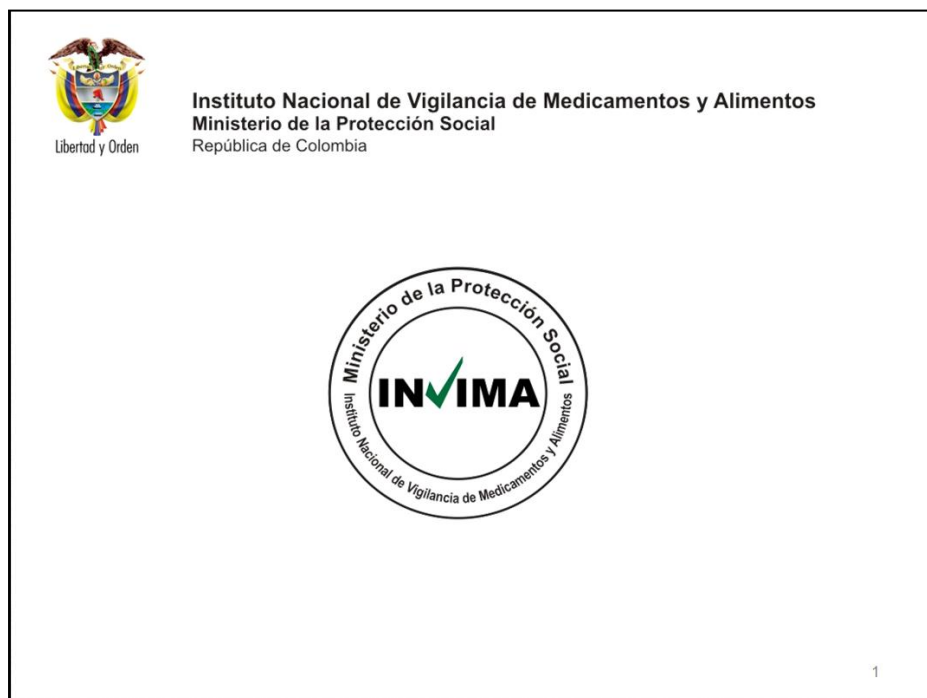 Libertad y Orden
Instituto Nacional de Vigilancia de Medicamentos y Alimentos
Ministerio de la Protección Social
República de Colombia
Ministerio de la Protección Social
INVIMA
Instituto Nacional de Vigilancia de Medicamentos y Alimentos
1